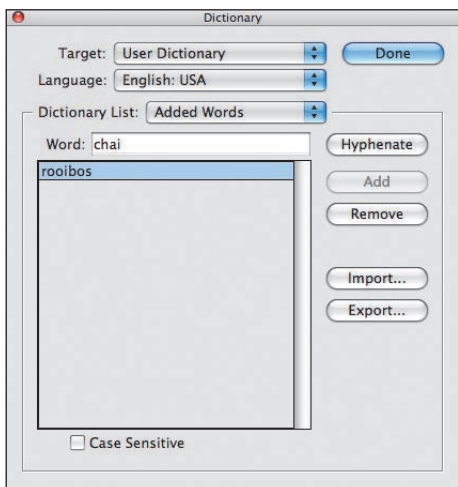 Dictionary
Target: User Dictionary
Done
Language: English: USA
Dictionary List: Added Words
Word: chai
Hyphenate
rooibos
Add
Remove
Import...
Export...
Case Sensitive